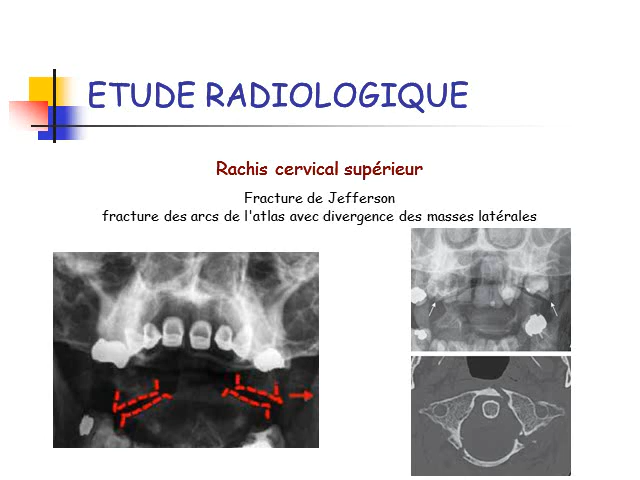 ETUDE RADIOLOGIQUE
Rachis cervical supérieur
Fracture de Jefferson
fracture des arcs de l'atlas avec divergence des masses latérales